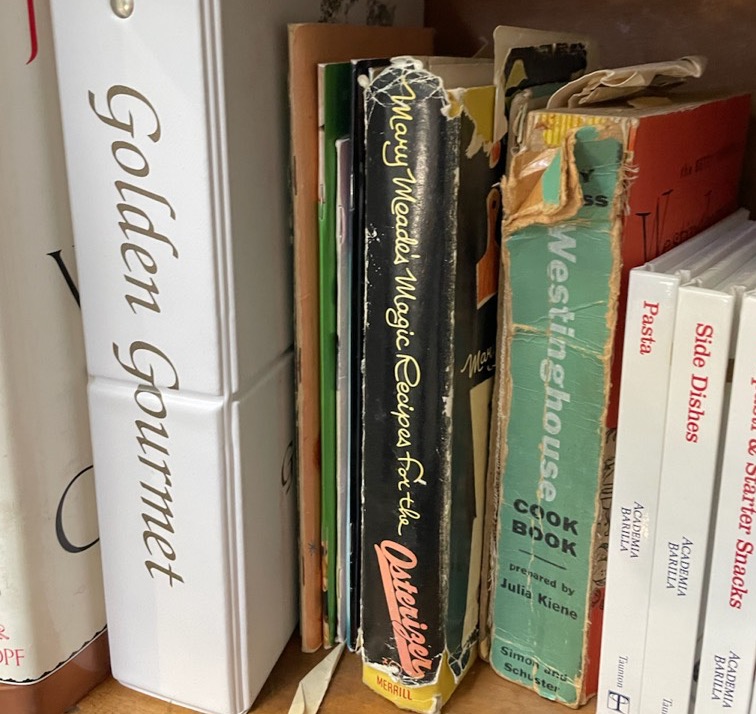 Golden Gourmet
Mary Meade's Magic Recipes for the
Osterizer
MERRILL
Westinghouse
COOK
BOOK
prepared by
Julia Kiene
Simon and
Schuster
Pasta
ACADEMIA
BARILLA
Taunton
Side Dishes
ACADEMIA
BARILLA
& Starter Snacks
ACADEMIA
BARILLA